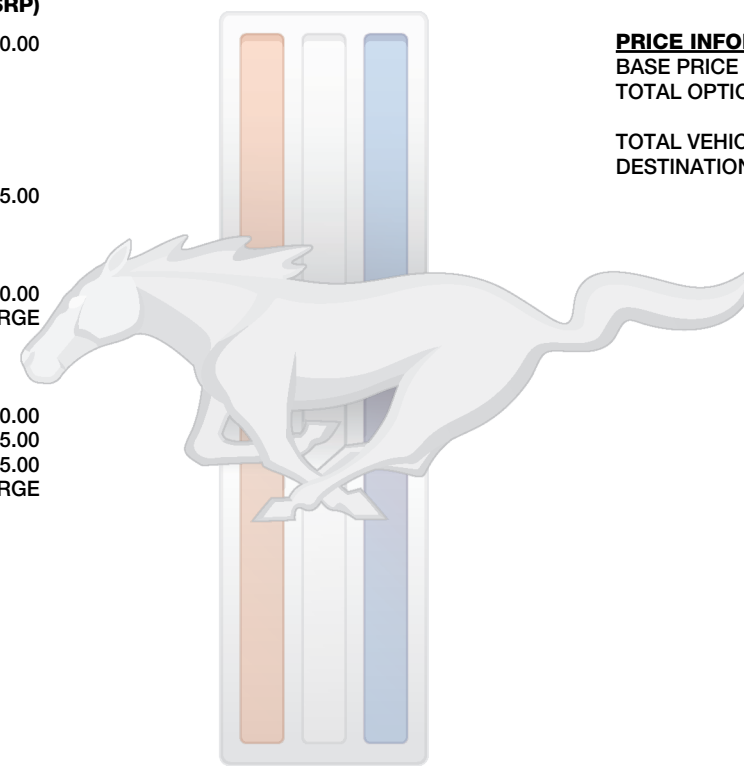 SRP)
0.00
5.00
0.00
RGE
0.00
5.00
5.00
RGE
PRICE INFO
BASE PRICE
TOTAL OPTIO
TOTAL VEHIC
DESTINATION